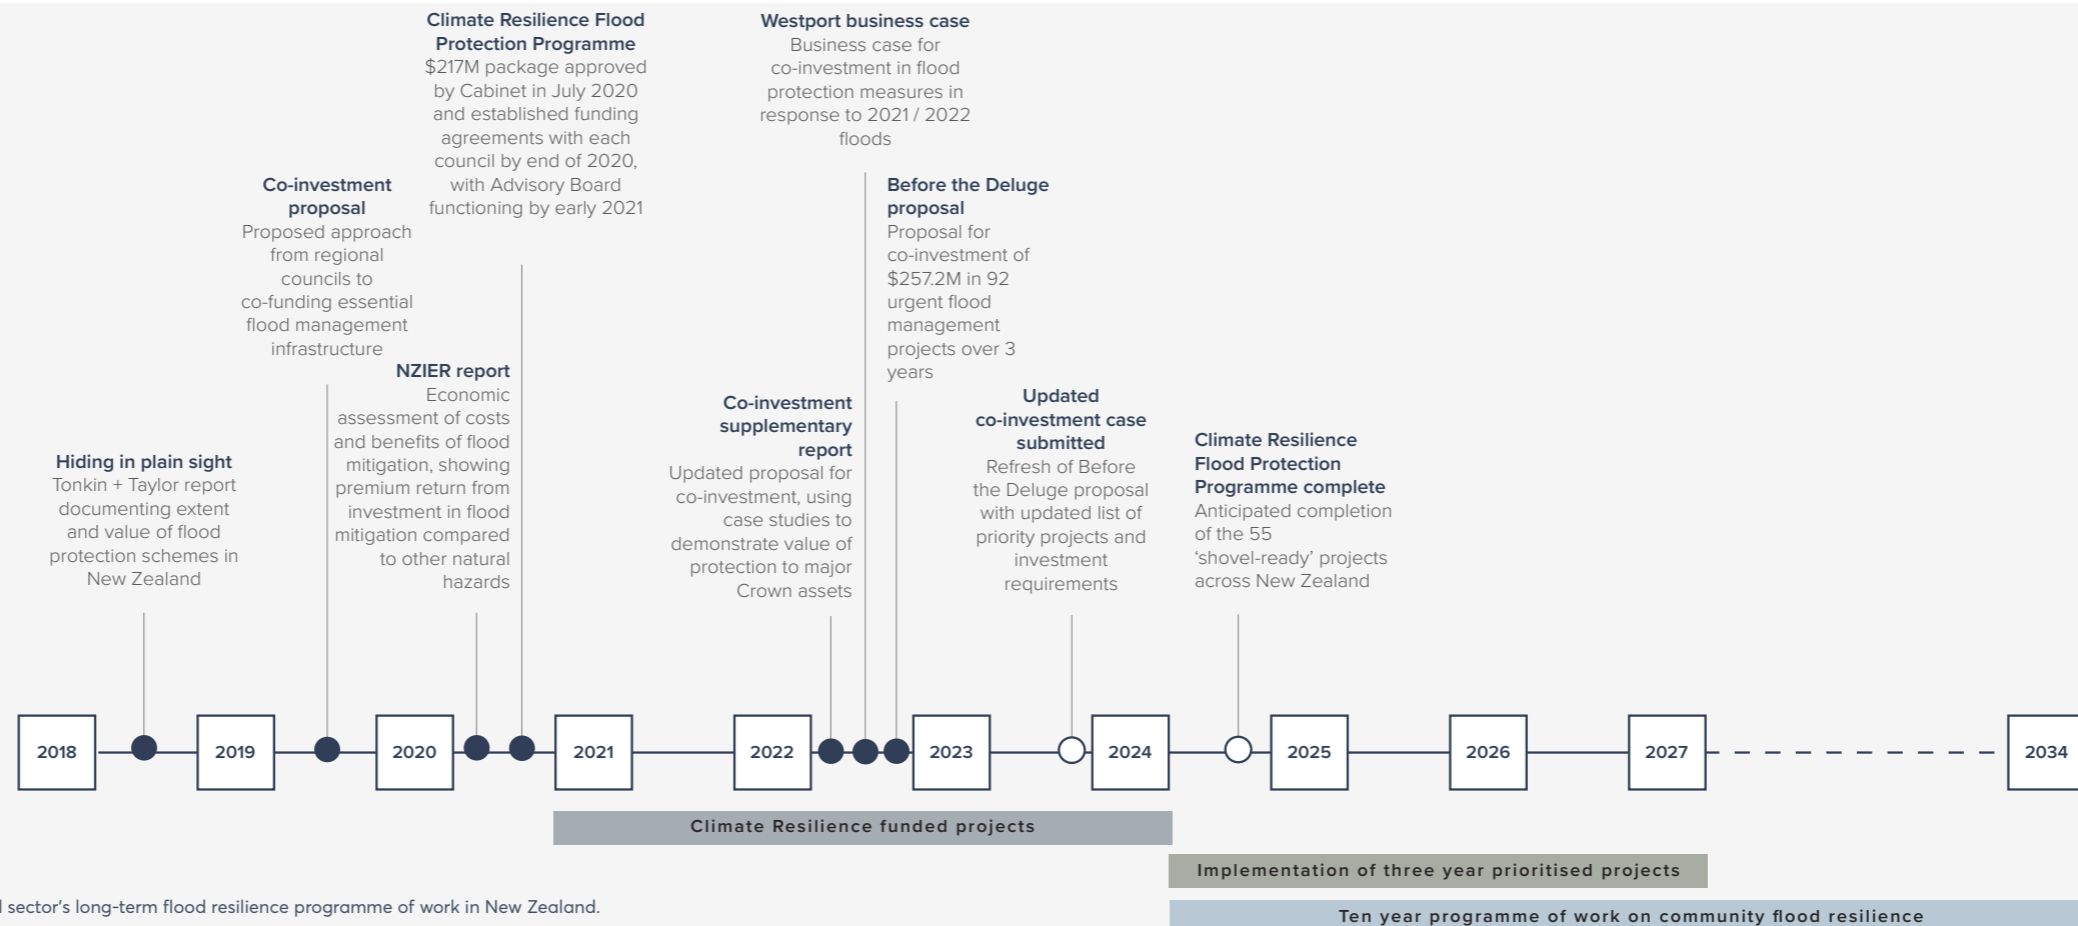 Climate Resilience Flood
Protection Programme
$217M package approved
by Cabinet in July 2020
and established funding
agreements with each
council by end of 2020,
with Advisory Board
functioning by early 2021
Westport business case
Business case for
co-investment in flood
protection measures in
response to 2021 / 2022
floods
Co-investment
proposal
Proposed approach
from regional
councils to
co-funding essential
flood management
infrastructure
Before the Deluge
proposal
Proposal for
co-investment of
$257.2M in 92
urgent flood
management
projects over 3
years
NZIER report
Economic
assessment of costs
and benefits of flood
mitigation, showing
premium return from
investment in flood
mitigation compared
to other natural
hazards
Co-investment
supplementary
report
Updated proposal for
co-investment, using
case studies to
demonstrate value of
protection to major
Crown assets
Updated
co-investment case
submitted
Refresh of Before
the Deluge proposal
with updated list of
priority projects and
investment
requirements
Climate Resilience
Flood Protection
Programme complete
Anticipated completion
of the 55
‘shovel-ready’ projects
across New Zealand
Hiding in plain sight
Tonkin + Taylor report
documenting extent
and value of flood
protection schemes in
New Zealand
2018 2019 2020 2021 2022 2023 2024 2025 2026 2027 2034
Climate Resilience funded projects
Implementation of three year prioritised projects
sector's long-term flood resilience programme of work in New Zealand.
Ten year programme of work on community flood resilience